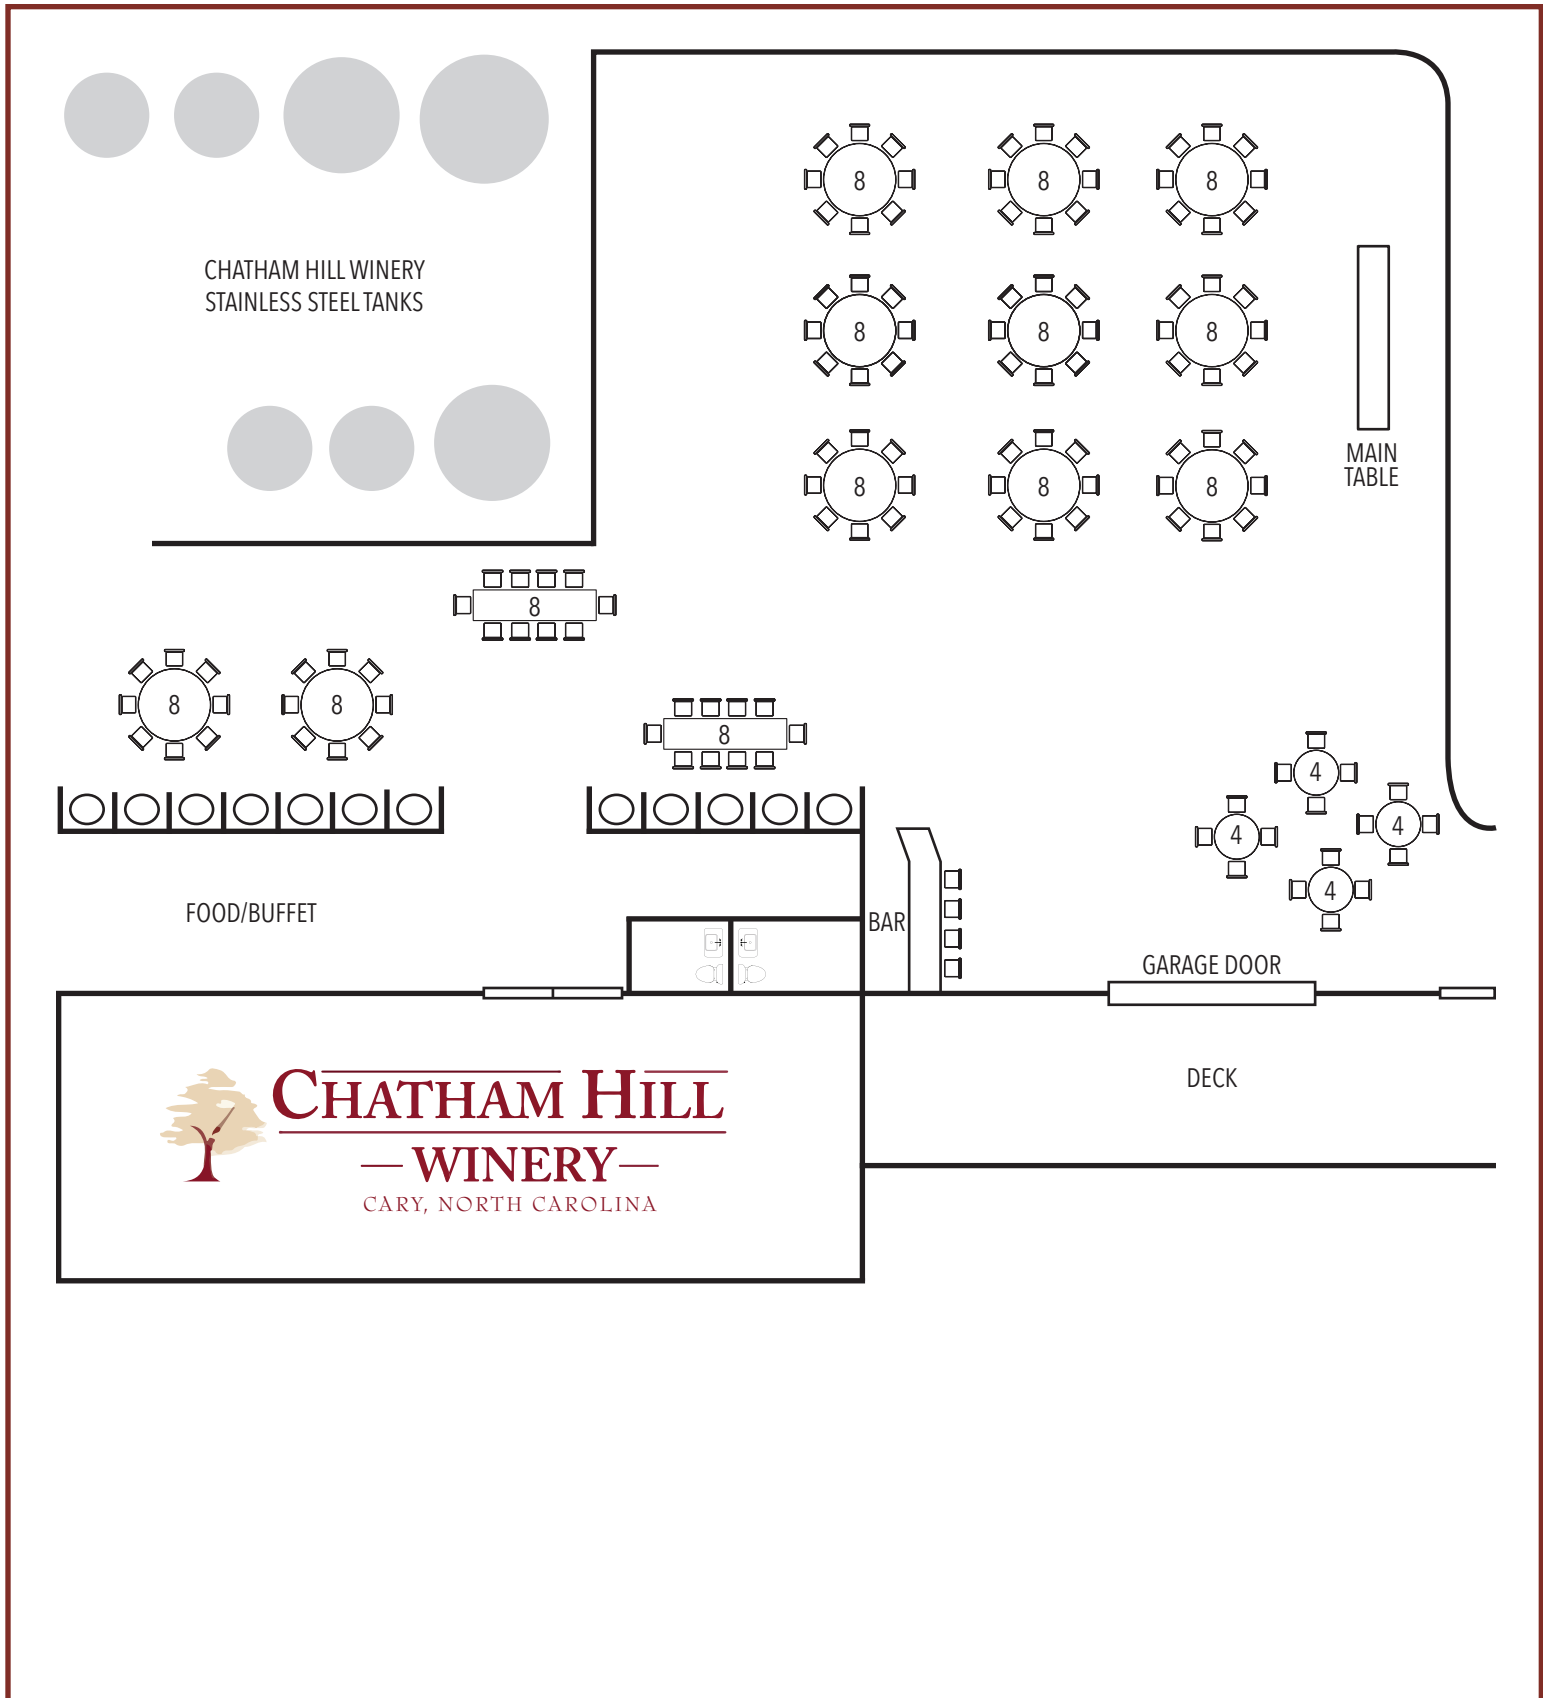 8 8 8
CHATHAM HILL WINERY
STAINLESS STEEL TANKS
8 8 8
MAIN
TABLE
8 8 8
8
8 8
8
4
4
4
4
FOOD/BUFFET
BAR
GARAGE DOOR
DECK
CHATHAM HILL
WINERY
CARY, NORTH CAROLINA